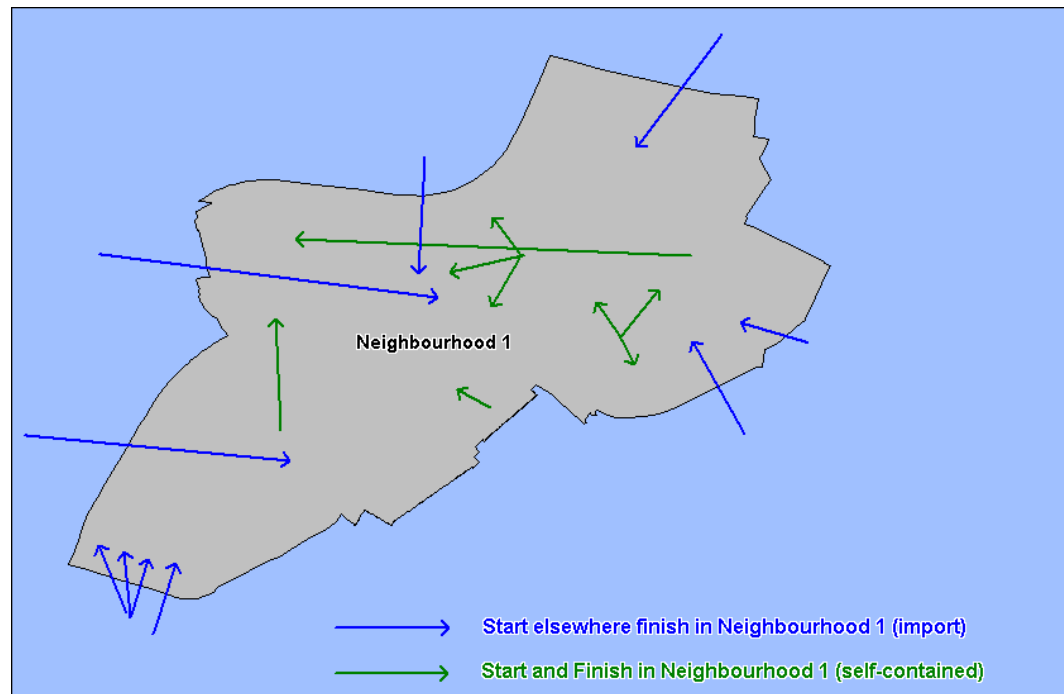 Neighbourhood 1
Start elsewhere finish in Neighbourhood 1 (import)
Start and Finish in Neighbourhood 1 (self-contained)